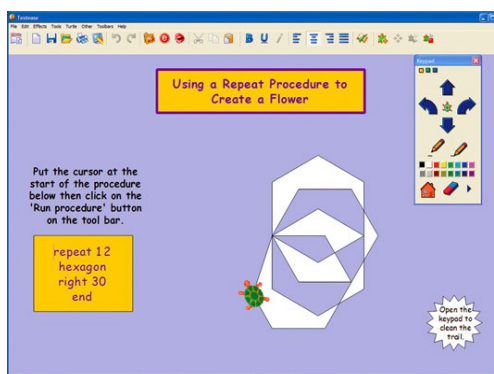 Textease
File Edit Effects Tools Turtle Other Toolbars Help
B U /
Using a Repeat Procedure to
Create a Flower
Keypad
Put the cursor at the
start of the procedure
below then click on the
'Run procedure' button
on the tool bar.
repeat 12
hexagon
right 30
end
Open the
keypad to
clean the
trail.